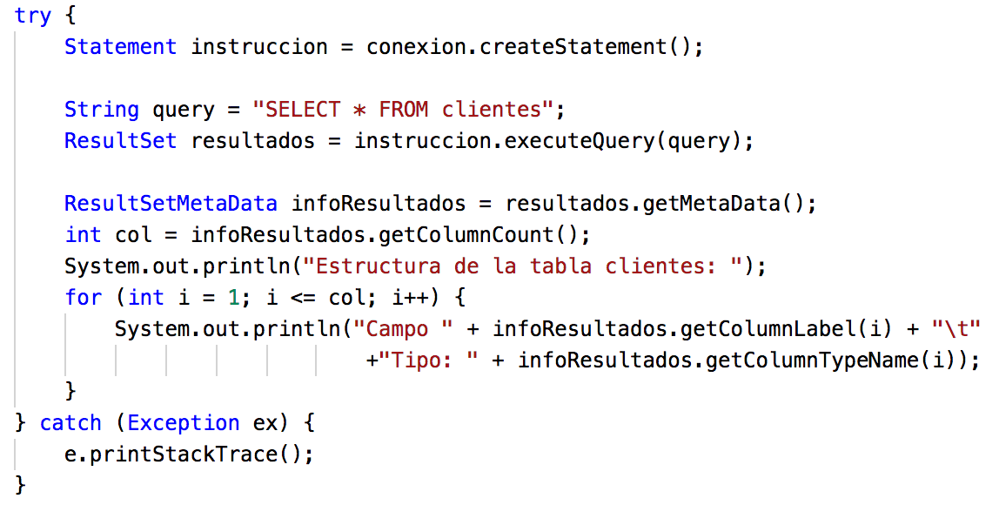 try {
    Statement instruccion = conexion.createStatement();

    String query = "SELECT * FROM clientes";
    ResultSet resultados = instruccion.executeQuery(query);

    ResultSetMetaData infoResultados = resultados.getMetaData();
    int col = infoResultados.getColumnCount();
    System.out.println("Estructura de la tabla clientes: ");
    for (int i = 1; i <= col; i++) {
        System.out.println("Campo " + infoResultados.getColumnLabel(i) + "\t"
                            +"Tipo: " + infoResultados.getColumnTypeName(i));
    }
} catch (Exception ex) {
    e.printStackTrace();
}